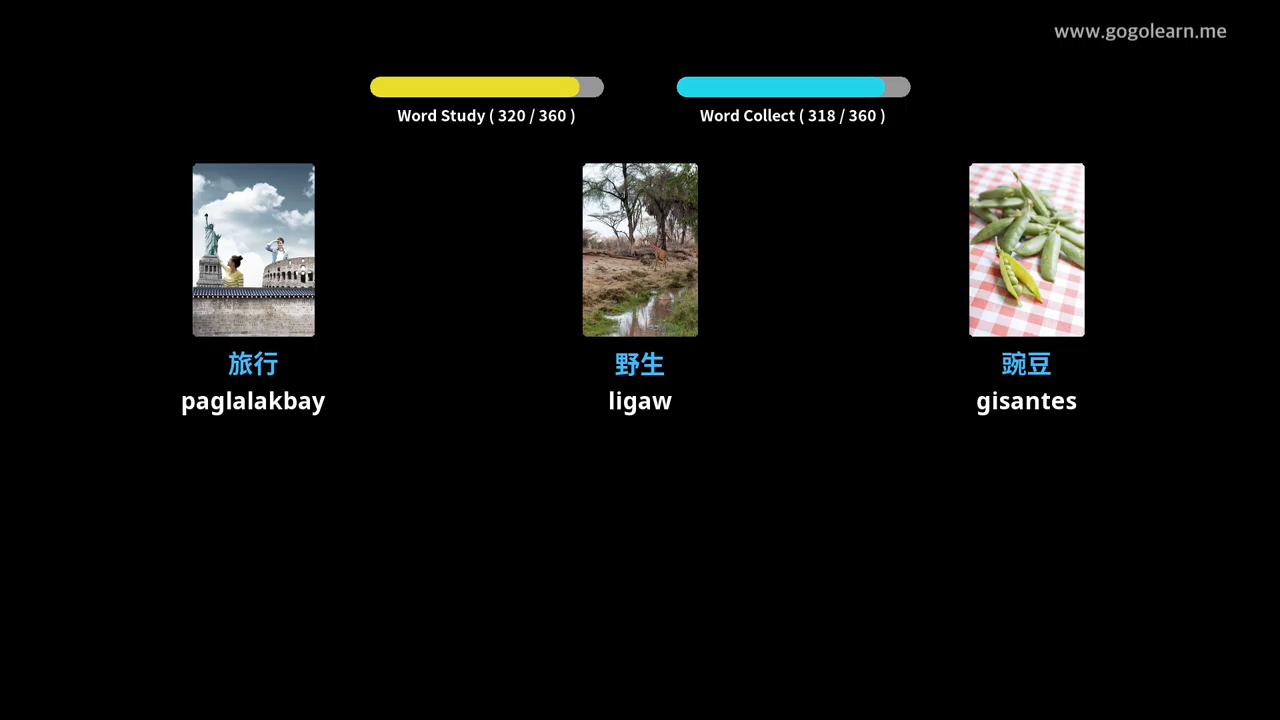 www.gogolearn.me
Word Study ( 320 / 360 )
Word Collect ( 318 / 360 )
旅行
野生
豌豆
paglalakbay
ligaw
gisantes